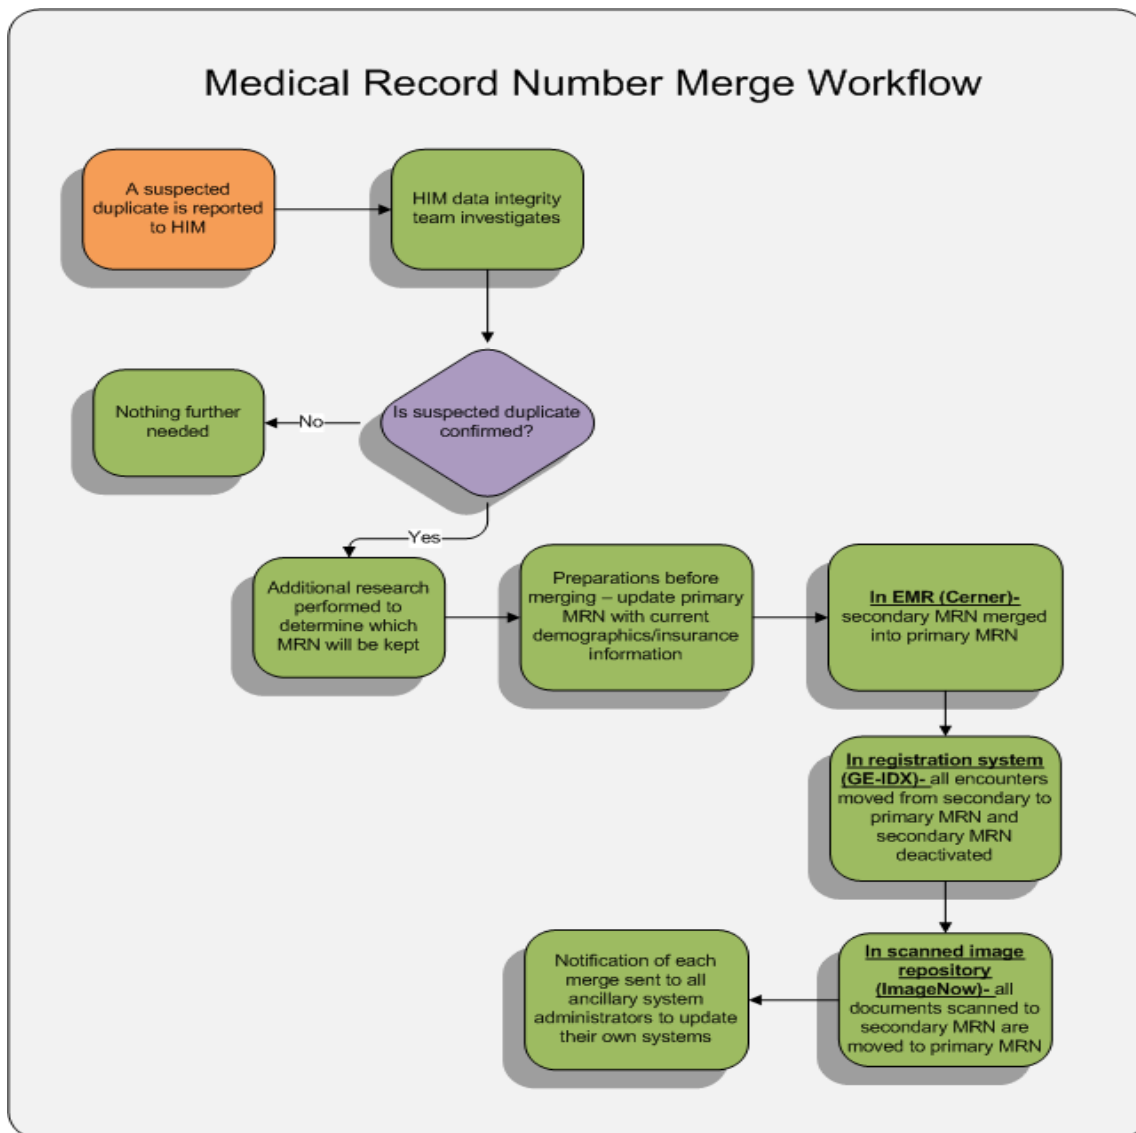 Medical Record Number Merge Workflow
A suspected
duplicate is reported
to HIM
HIM data integrity
team investigates
Is suspected duplicate
confirmed?
No
Nothing further
needed
Yes
Additional research
performed to
determine which
MRN will be kept
Preparations before
merging – update primary
MRN with current
demographics/insurance
information
In EMR (Cerner)-
secondary MRN merged
into primary MRN
In registration system
(GE-IDX)- all encounters
moved from secondary to
primary MRN and
secondary MRN
deactivated
In scanned image
repository
(ImageNow)- all
documents scanned to
secondary MRN are
moved to primary MRN
Notification of each
merge sent to all
ancillary system
administrators to update
their own systems